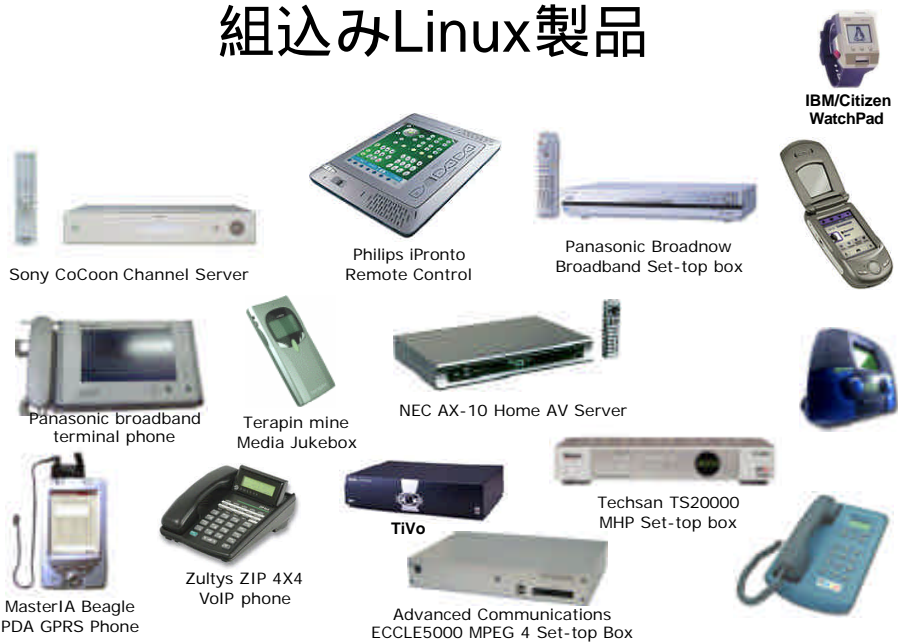 組込みLinux製品
IBM/Citizen
WatchPad
Sony CoCoon Channel Server
Philips iPronto
Remote Control
Panasonic Broadnow
Broadband Set-top box
Panasonic broadband
terminal phone
Terapin mine
Media Jukebox
NEC AX-10 Home AV Server
MasterIA Beagle
PDA GPRS Phone
Zultys ZIP 4X4
VoIP phone
TiVo
Techsan TS20000
MHP Set-top box
Advanced Communications
ECCLE5000 MPEG 4 Set-top Box